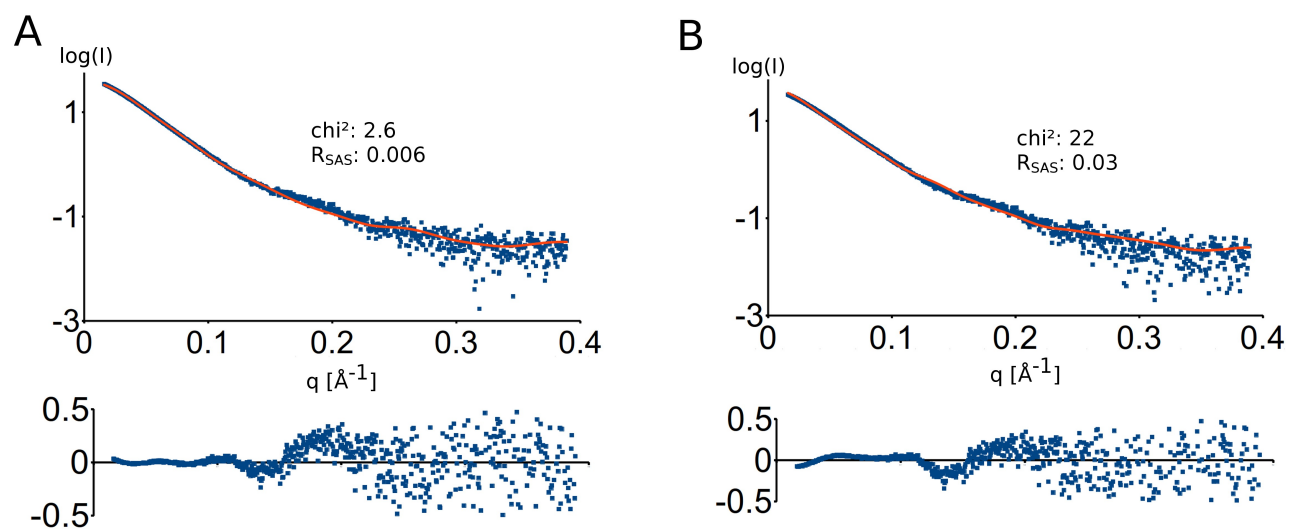 A
log(I)
1
chi²: 2.6
R_SAS: 0.006
-1
-3
0 0.1 0.2 0.3 0.4
q [Å⁻¹]
0.5
0
-0.5
B
log(I)
1
chi²: 22
R_SAS: 0.03
-1
-3
0 0.1 0.2 0.3 0.4
q [Å⁻¹]
0.5
0
-0.5